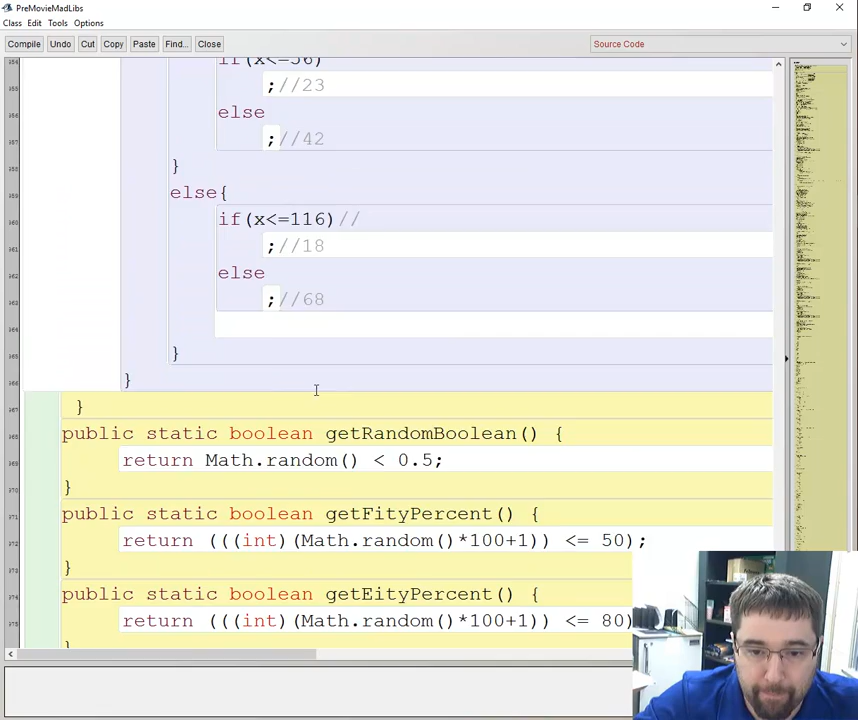 PreMovieMadLibs
Class Edit Tools Options
Compile Undo Cut Copy Paste Find... Close Source Code
if(x<=56)
;//23
else
;//42
}
else{
if(x<=116)//
;//18
else
;//68
}
}
}
public static boolean getRandomBoolean() {
return Math.random() < 0.5;
}
public static boolean getFityPercent() {
return (((int)(Math.random()*100+1)) <= 50);
}
public static boolean getEityPercent() {
return (((int)(Math.random()*100+1)) <= 80)